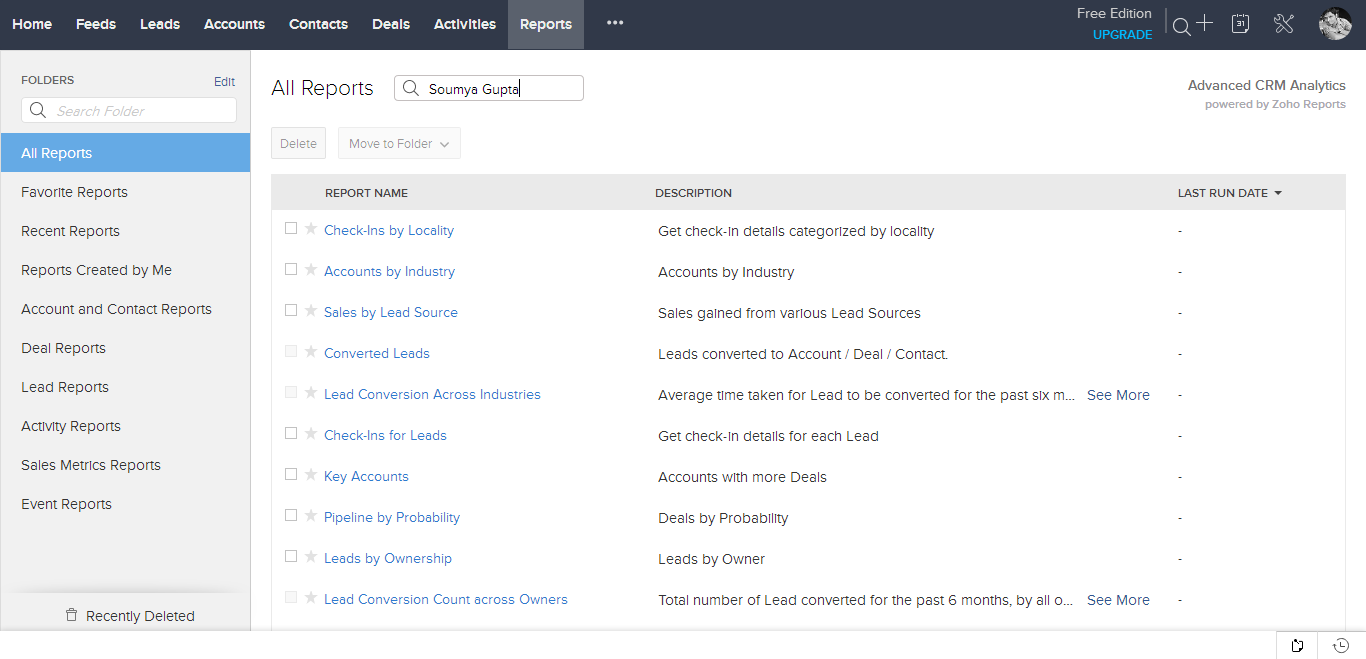 Home Feeds Leads Accounts Contacts Deals Activities Reports ••• Free Edition
UPGRADE
31
FOLDERS Edit
Search Folder
All Reports
Favorite Reports
Recent Reports
Reports Created by Me
Account and Contact Reports
Deal Reports
Lead Reports
Activity Reports
Sales Metrics Reports
Event Reports
Recently Deleted
All Reports Soumya Gupta
Advanced CRM Analytics
powered by Zoho Reports
Delete Move to Folder
REPORT NAME DESCRIPTION LAST RUN DATE
Check-Ins by Locality Get check-in details categorized by locality -
Accounts by Industry Accounts by Industry -
Sales by Lead Source Sales gained from various Lead Sources -
Converted Leads Leads converted to Account / Deal / Contact. -
Lead Conversion Across Industries Average time taken for Lead to be converted for the past six m... See More -
Check-Ins for Leads Get check-in details for each Lead -
Key Accounts Accounts with more Deals -
Pipeline by Probability Deals by Probability -
Leads by Ownership Leads by Owner -
Lead Conversion Count across Owners Total number of Lead converted for the past 6 months, by all o... See More -